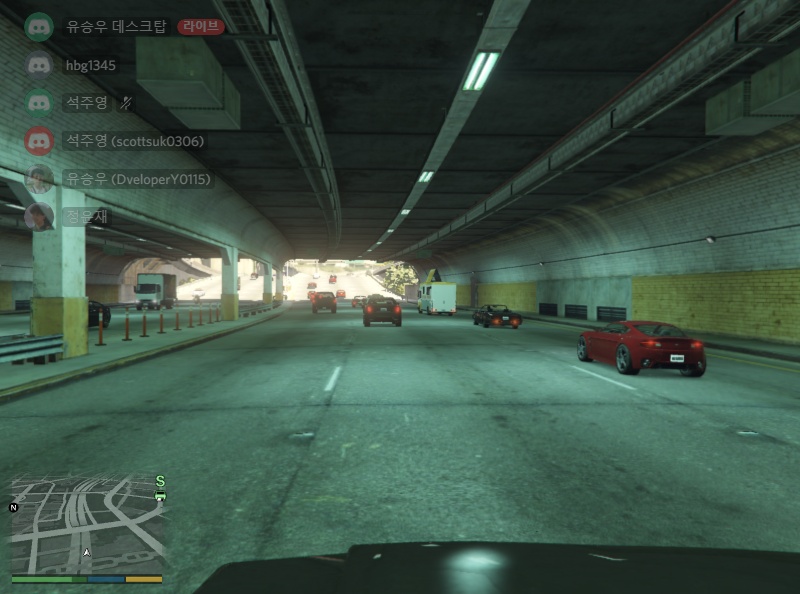 유승우 데스크탑 라이브
hbg1345
석주영
석주영 (scottsuk0306)
유승우 (DveloperY0115)
정윤재
S
N